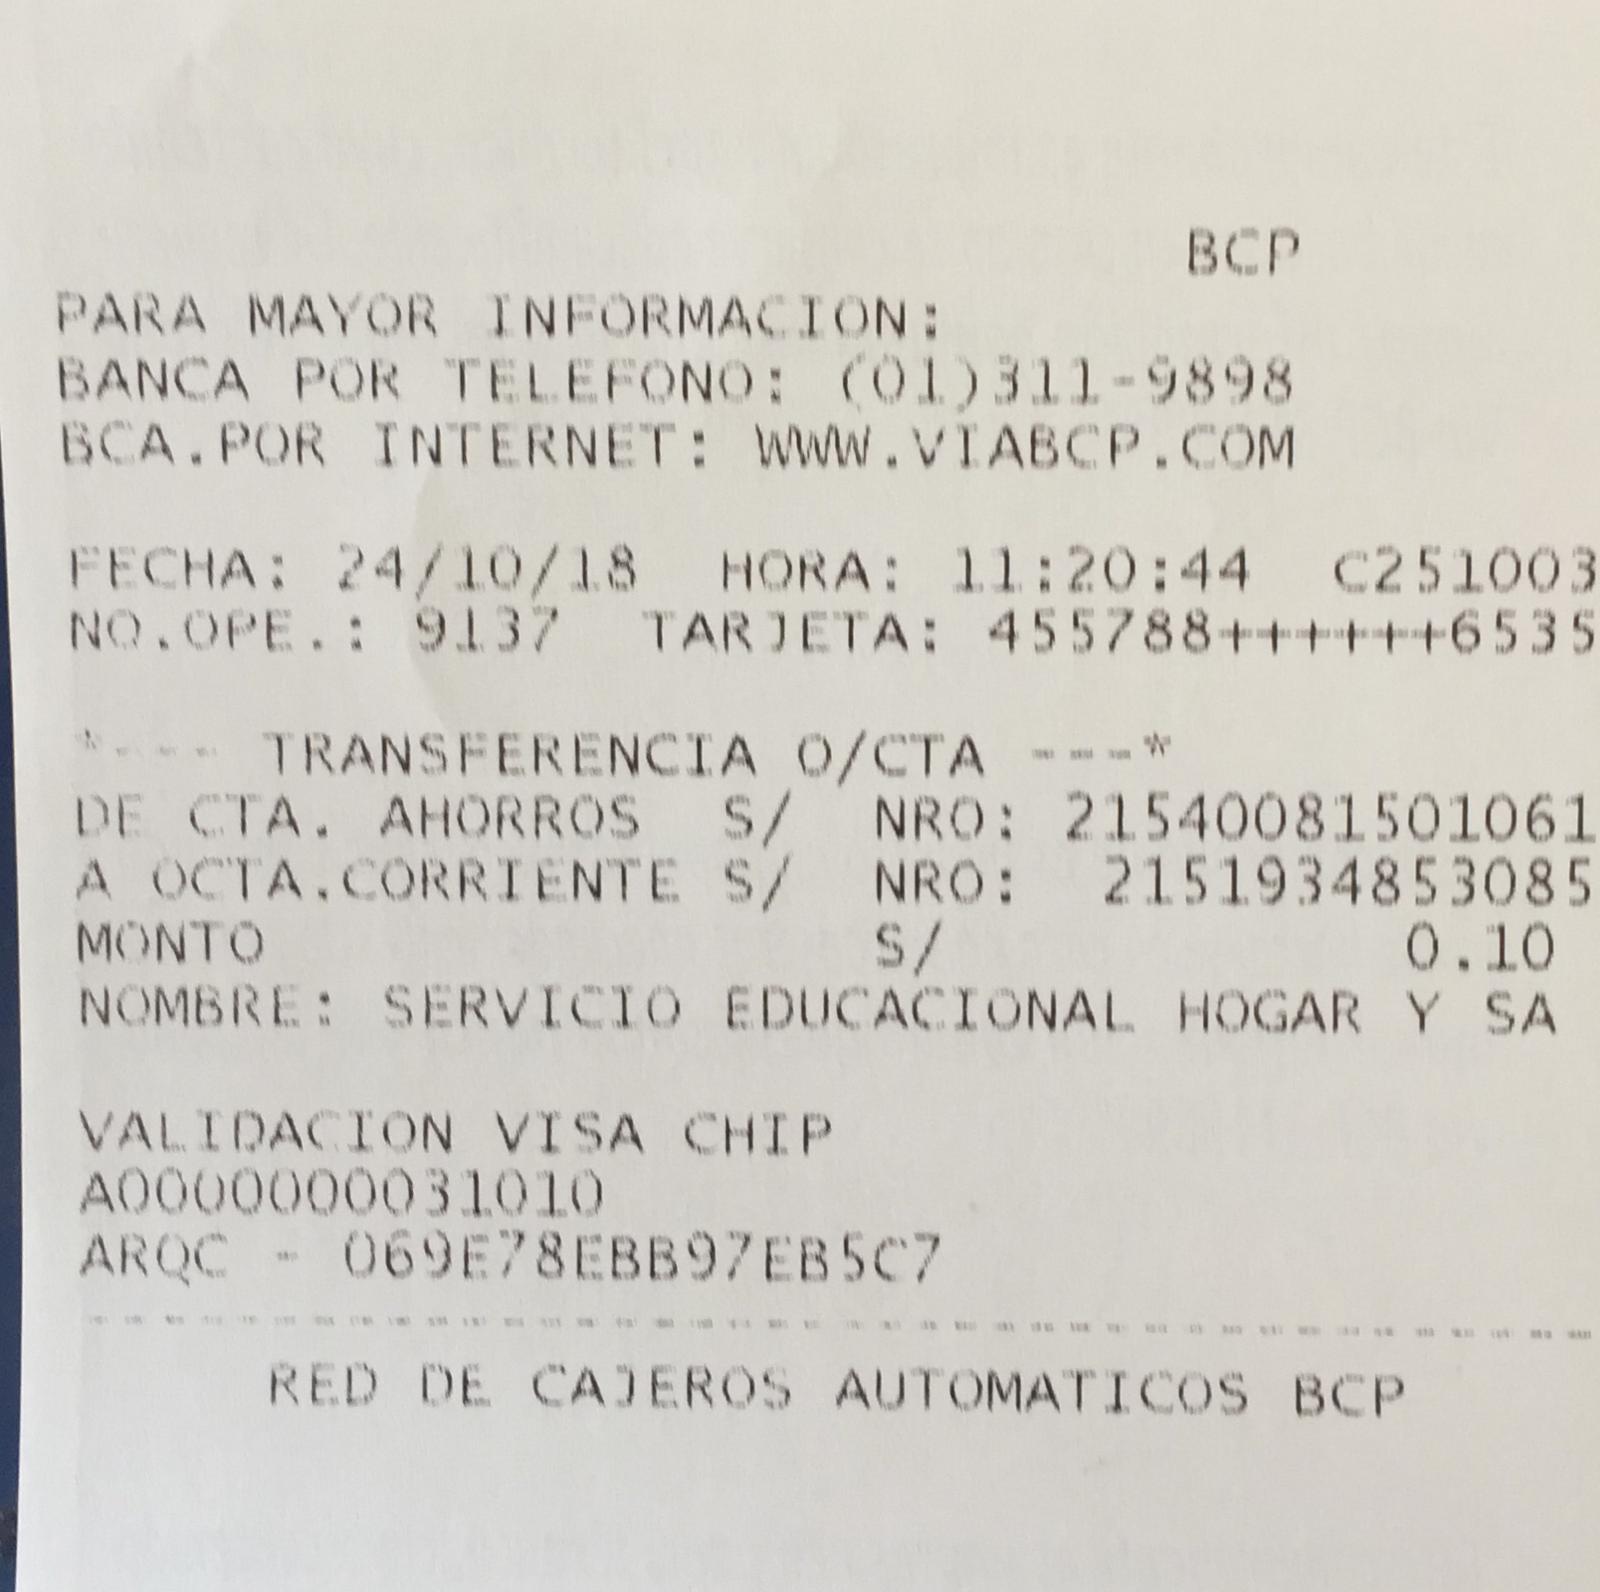 BCP
PARA MAYOR INFORMACION:
BANCA POR TELEFONO: (01)311-9898
BCA.POR INTERNET: WWW.VIABCP.COM
FECHA: 24/10/18 HORA: 11:20:44 C251003
NO.OPE.: 9137 TARJETA: 455788++++++6535
*---- TRANSFERENCIA O/CTA ---*
DE CTA. AHORROS S/ NRO: 21540081501061
A OCTA.CORRIENTE S/ NRO: 2151934853085
MONTO S/ 0.10
NOMBRE: SERVICIO EDUCACIONAL HOGAR Y SA
VALIDACION VISA CHIP
A0000000031010
ARQC - 069E78EBB97EB5C7
RED DE CAJEROS AUTOMATICOS BCP